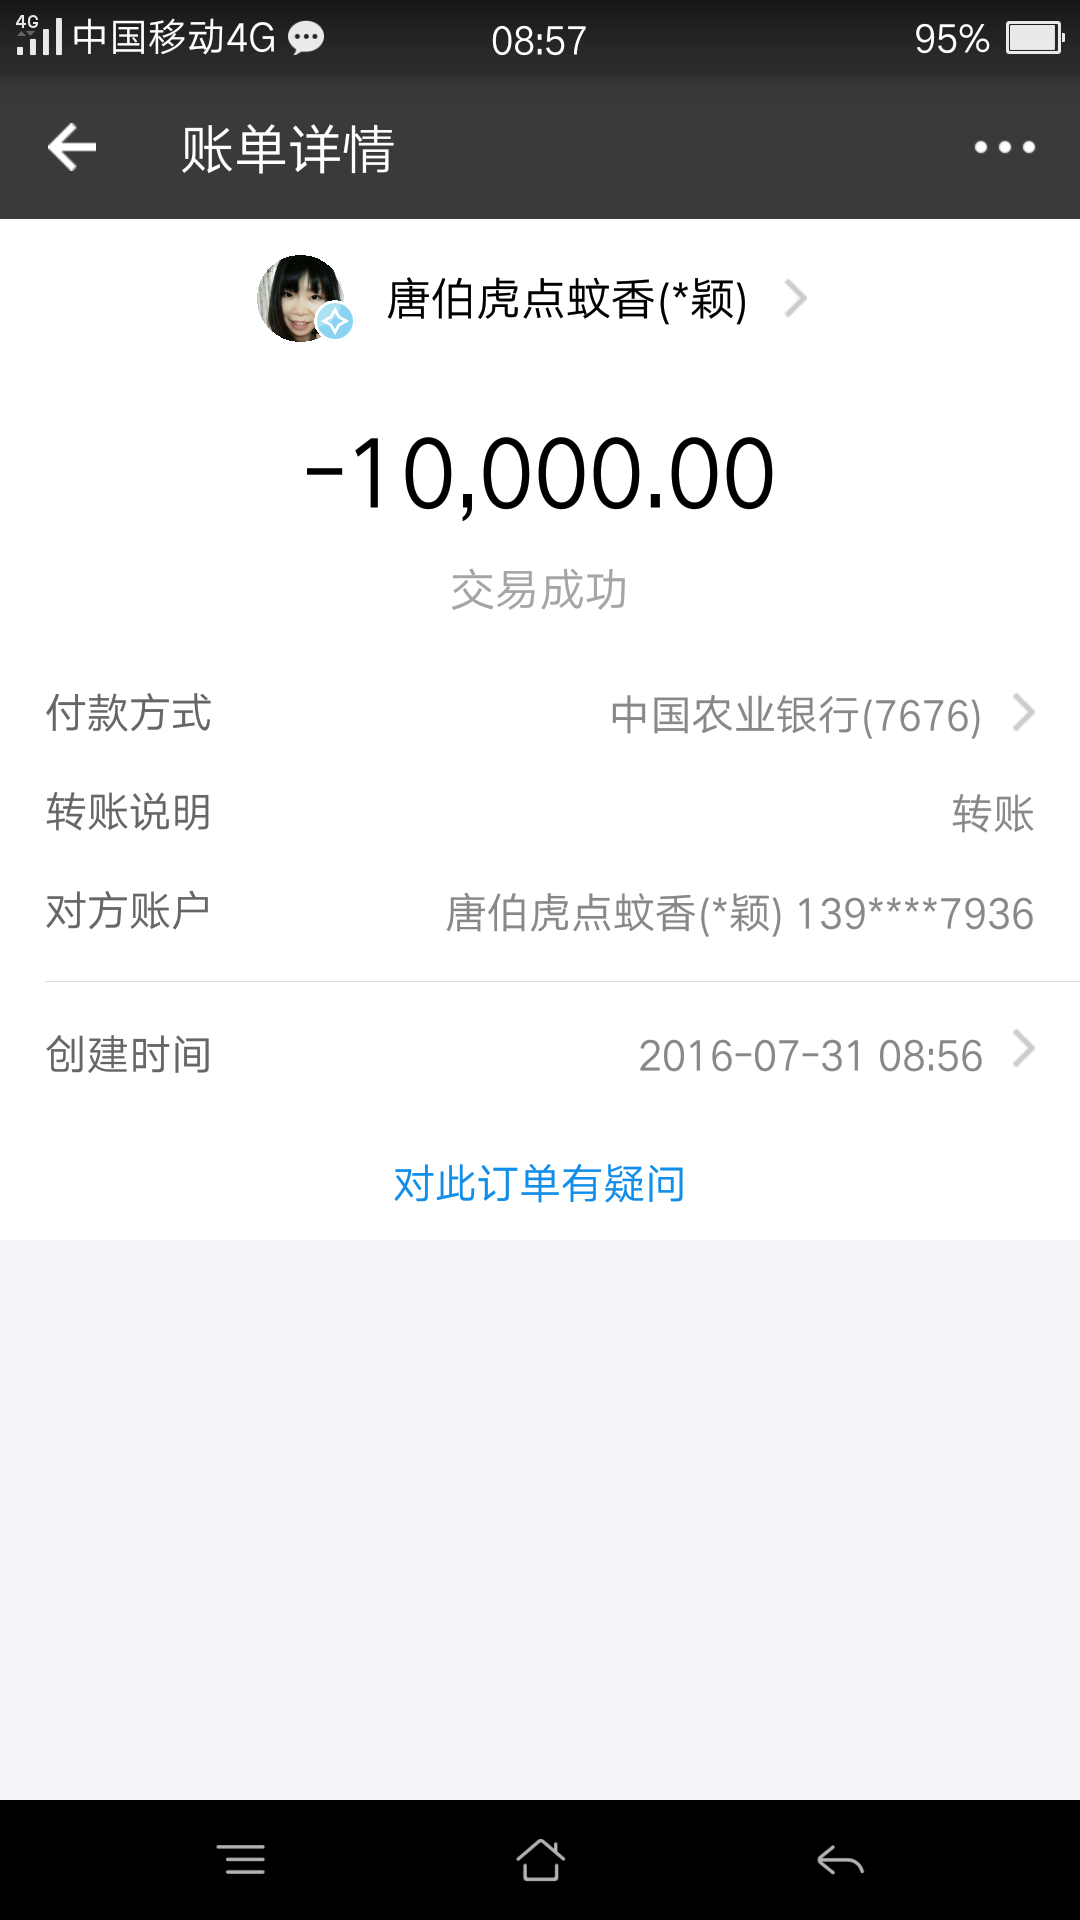 4G 中国移动4G 08:57 95%
账单详情
唐伯虎点蚊香(*颖)
-10,000.00
交易成功
付款方式 中国农业银行(7676)
转账说明 转账
对方账户 唐伯虎点蚊香(*颖) 139****7936
创建时间 2016-07-31 08:56
对此订单有疑问